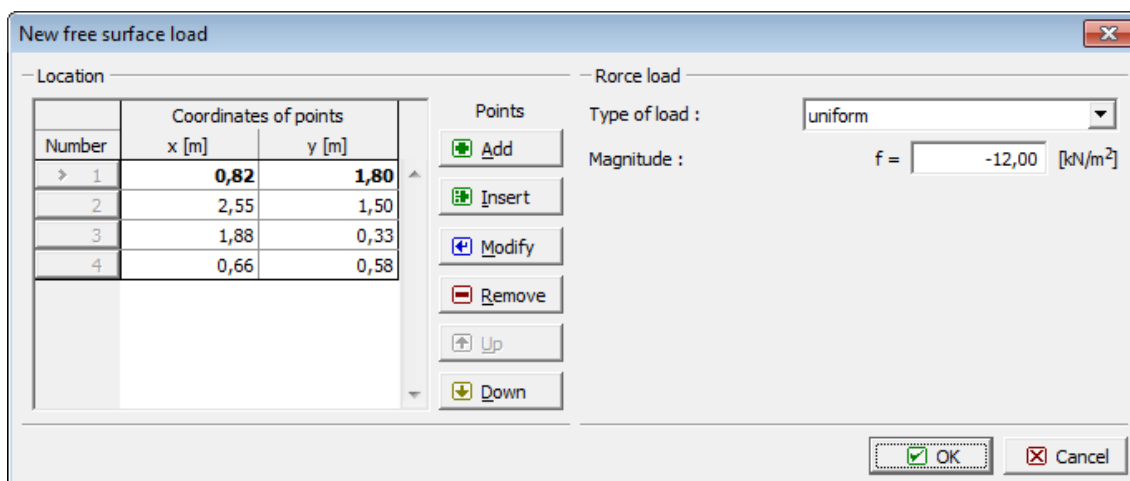 New free surface load
Location
Coordinates of points
Number x [m] y [m]
> 1 0,82 1,80
2 2,55 1,50
3 1,88 0,33
4 0,66 0,58
Points
Add
Insert
Modify
Remove
Up
Down
Rorce load
Type of load : uniform
Magnitude : f = -12,00 [kN/m²]
OK Cancel